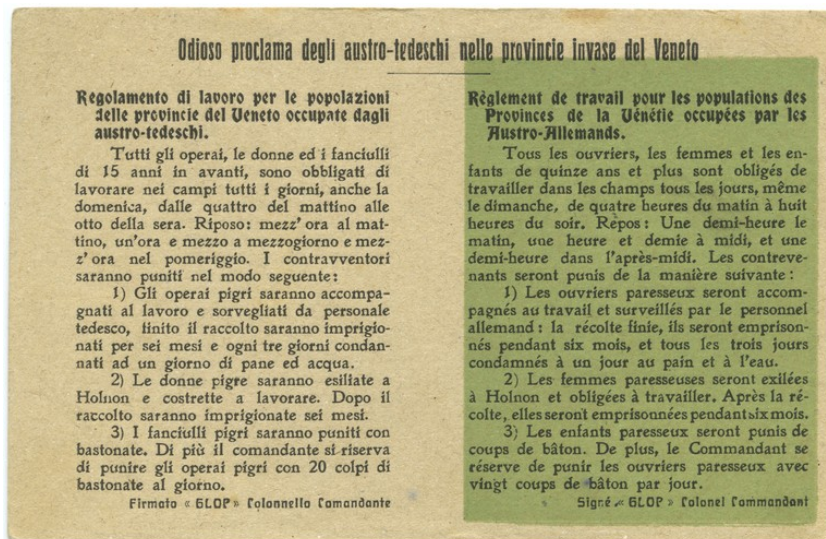 Odioso proclama degli austro-tedeschi nelle provincie invase del Veneto
Regolamento di lavoro per le popolazioni
delle provincie del Veneto occupate dagli
austro-tedeschi.
Tutti gli operai, le donne ed i fanciulli
di 15 anni in avanti, sono obbligati di
lavorare nei campi tutti i giorni, anche la
domenica, dalle quattro del mattino alle
otto della sera. Riposo: mezz' ora al mat-
tino, un'ora e mezzo a mezzogiorno e mez-
z' ora nel pomeriggio. I contravventori
saranno puniti nel modo seguente:
1) Gli operai pigri saranno accompa-
gnati al lavoro e sorvegliati da personale
tedesco, finito il raccolto saranno imprigio-
nati per sei mesi e ogni tre giorni condan-
nati ad un giorno di pane ed acqua.
2) Le donne pigre saranno esiliate a
Holnon e costrette a lavorare. Dopo il
raccolto saranno imprigionate sei mesi.
3) I fanciulli pigri saranno puniti con
bastonate. Di più il comandante si riserva
di punire gli operai pigri con 20 colpi di
bastonate al giorno.
Firmato « GLOP » Colonnello Comandante
Règlement de travail pour les populations des
Provinces de la Vénétie occupées par les
Austro-Allemands.
Tous les ouvriers, les femmes et les en-
fants de quinze ans et plus sont obligés de
travailler dans les champs tous les jours, même
le dimanche, de quatre heures du matin à huit
heures du soir. Rèpos: Une demi-heure le
matin, une heure et demie à midi, et une
demi-heure dans l'après-midi. Les contreve-
nants seront punis de la manière suivante:
1) Les ouvriers paresseux seront accom-
pagnés au travail et surveillés par le personnel
allemand: la récolte finie, ils seront emprison-
nés pendant six mois, et tous les trois jours
condamnés à un jour au pain et à l'eau.
2) Les femmes paresseuses seront exilées
à Holnon et obligées à travailler. Après la ré-
colte, elles seront emprisonnées pendant six mois.
3) Les enfants paresseux seront punis de
coups de bâton. De plus, le Commandant se
réserve de punir les ouvriers paresseux avec
vingt coups de bâton par jour.
Signé « GLOP » Colonel Commandant